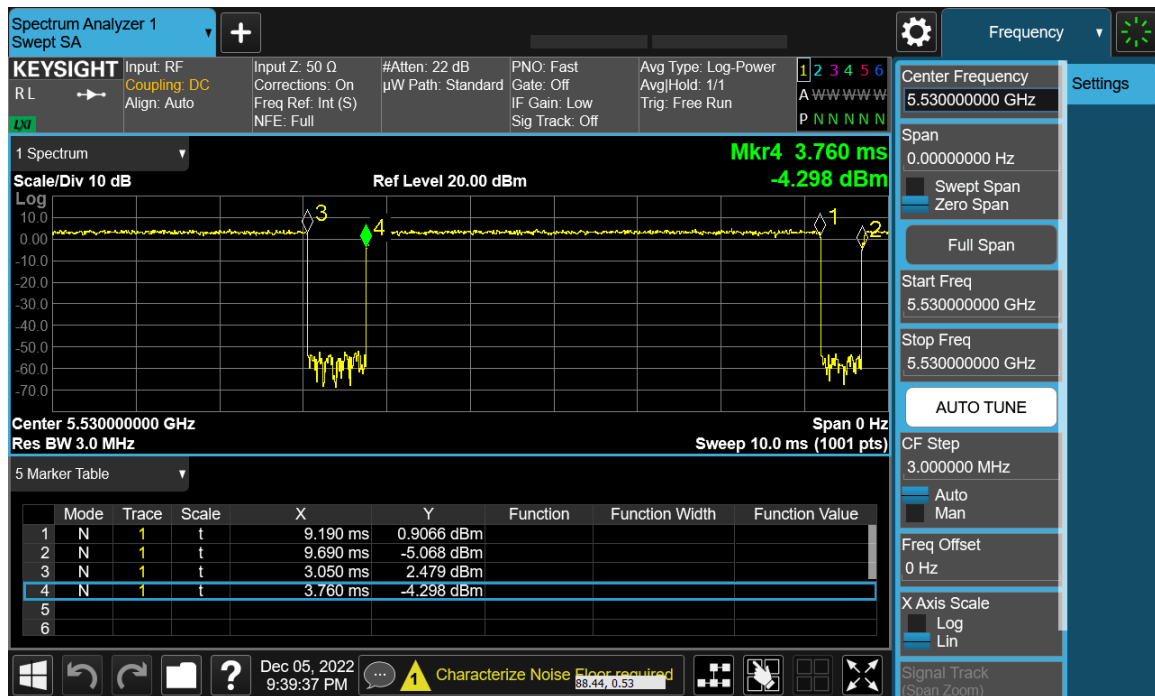 Spectrum Analyzer 1
Swept SA
+
Frequency
KEYSIGHT
RL
LXI
Input: RF
Coupling: DC
Align: Auto
Input Z: 50 Ω
Corrections: On
Freq Ref: Int (S)
NFE: Full
#Atten: 22 dB
µW Path: Standard
PNO: Fast
Gate: Off
IF Gain: Low
Sig Track: Off
Avg Type: Log-Power
Avg|Hold: 1/1
Trig: Free Run
1 2 3 4 5 6
A W W W W W
P N N N N N
1 Spectrum
Mkr4 3.760 ms
-4.298 dBm
Scale/Div 10 dB
Ref Level 20.00 dBm
Log
10.0
0.00
-10.0
-20.0
-30.0
-40.0
-50.0
-60.0
-70.0
3
4
1
2
Center 5.530000000 GHz
Span 0 Hz
Res BW 3.0 MHz
Sweep 10.0 ms (1001 pts)
5 Marker Table
Mode Trace Scale X Y Function Function Width Function Value
1 N 1 t 9.190 ms 0.9066 dBm
2 N 1 t 9.690 ms -5.068 dBm
3 N 1 t 3.050 ms 2.479 dBm
4 N 1 t 3.760 ms -4.298 dBm
5
6
Center Frequency
5.530000000 GHz
Span
0.00000000 Hz
Swept Span
Zero Span
Full Span
Start Freq
5.530000000 GHz
Stop Freq
5.530000000 GHz
AUTO TUNE
CF Step
3.000000 MHz
Auto
Man
Freq Offset
0 Hz
X Axis Scale
Log
Lin
Signal Track
(Span Zoom)
Settings
?
Dec 05, 2022
9:39:37 PM
1
Characterize Noise Floor required
88.44, 0.53